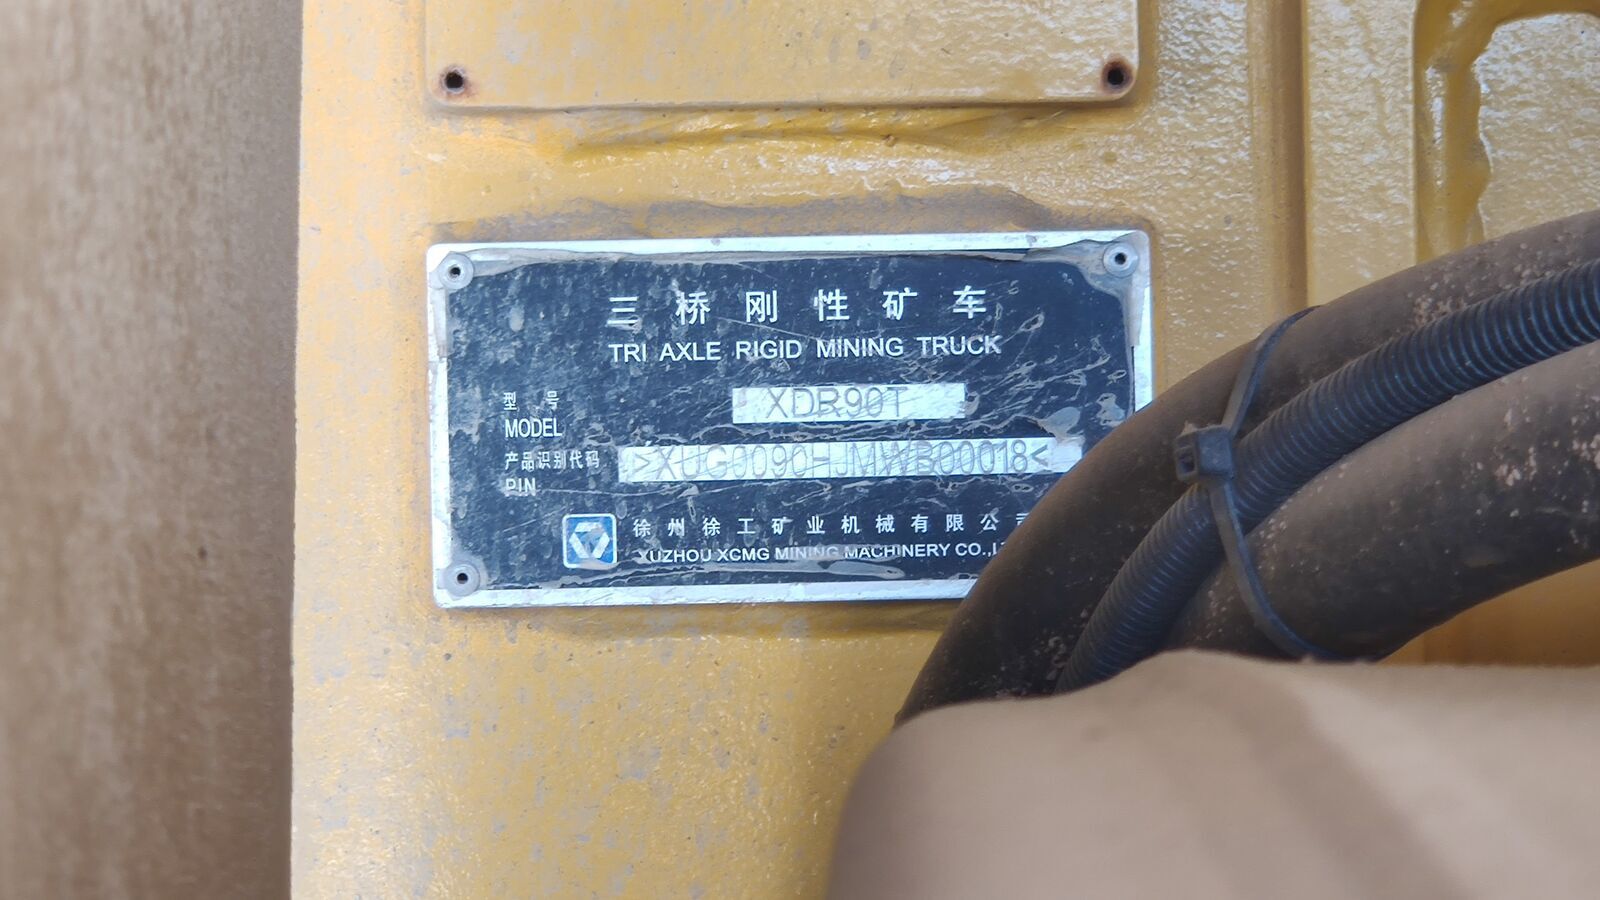 三桥刚性矿车
TRI AXLE RIGID MINING TRUCK
型号
MODEL
XDR90T
产品识别代码
PIN
>XUG0090HJMWB00018<
徐州徐工矿业机械有限公司
XUZHOU XCMG MINING MACHINERY CO.,